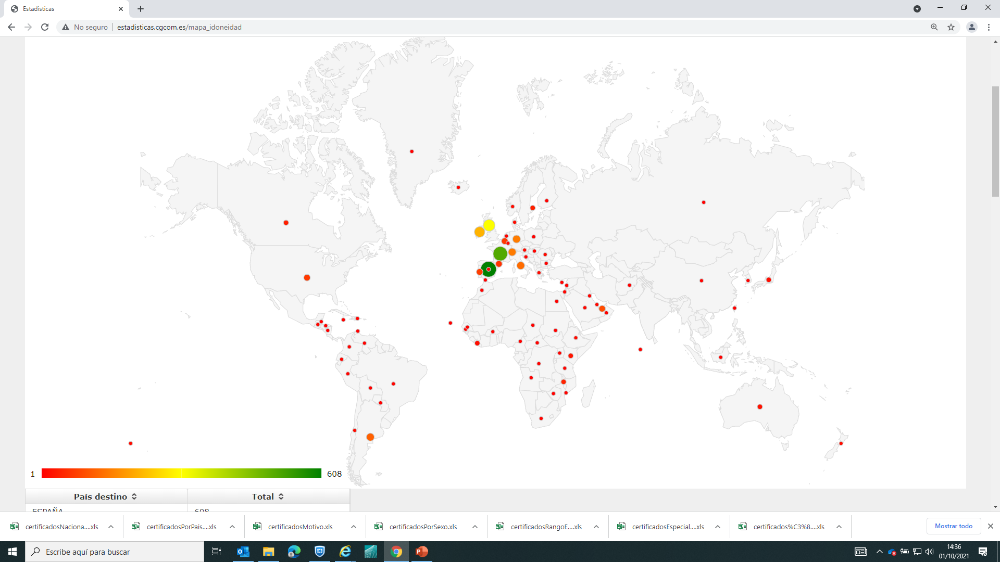 Estadisticas
No seguro
estadisticas.cgcom.es/mapa_idoneidad
1
608
País destino
Total
ESPAÑA
608
certificadosNaciona....xls
certificadosPorPais....xls
certificadosMotivo.xls
certificadosPorSexo.xls
certificadosRangoE....xls
certificadosEspecial....xls
certificados%C3%8....xls
Mostrar todo
Escribe aquí para buscar
14:36
01/10/2021